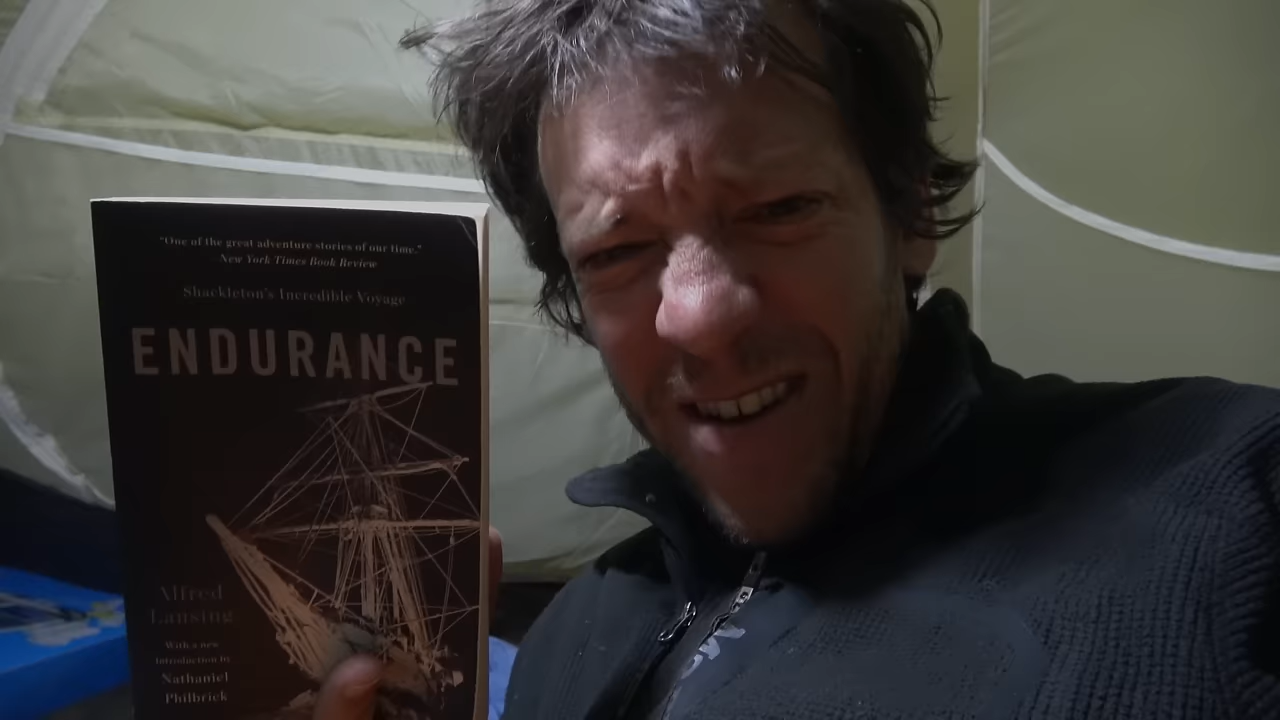 "One of the great adventure stories of our time."
New York Times Book Review
Shackleton's Incredible Voyage
ENDURANCE
Alfred
Lansing
With a new
introduction by
Nathaniel
Philbrick